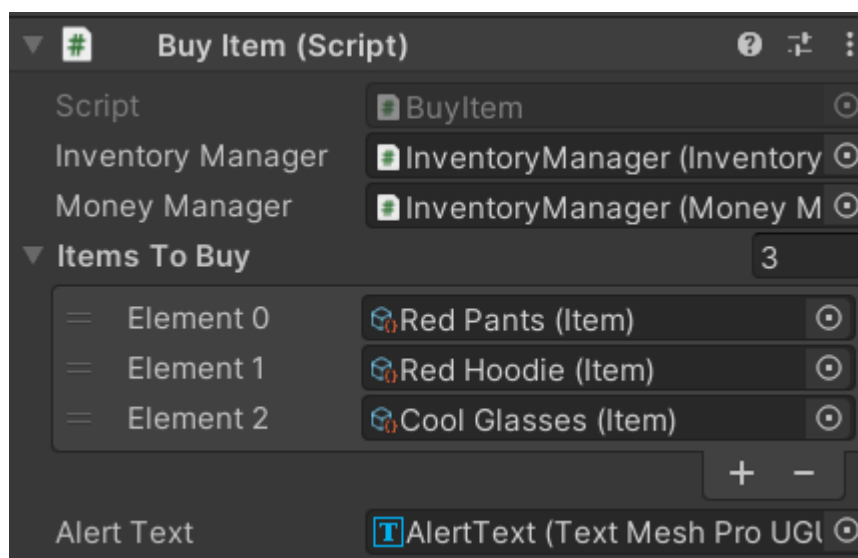 Buy Item (Script)
Script BuyItem
Inventory Manager InventoryManager (Inventory
Money Manager InventoryManager (Money M
Items To Buy 3
Element 0 Red Pants (Item)
Element 1 Red Hoodie (Item)
Element 2 Cool Glasses (Item)
Alert Text AlertText (Text Mesh Pro UGU